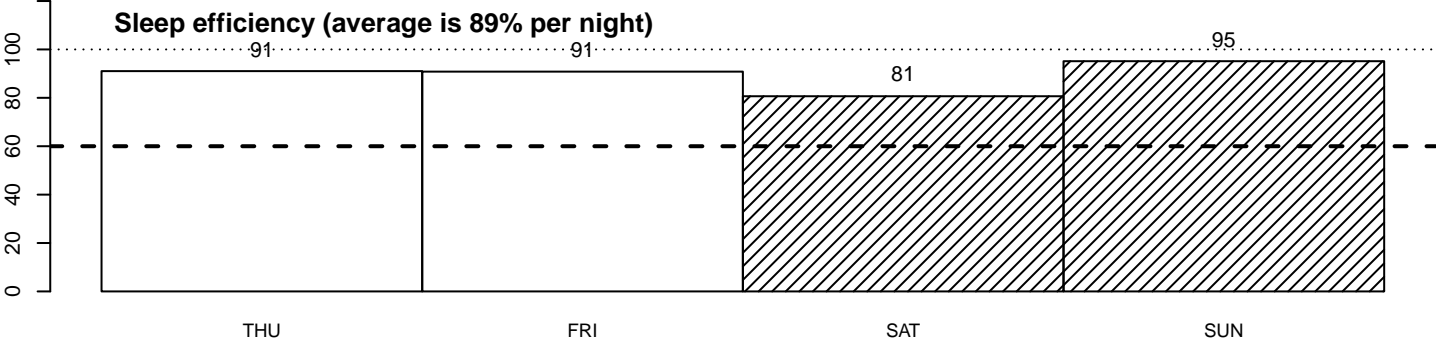 Sleep efficiency (average is 89% per night)
100
80
60
40
20
0
91
91
81
95
THU
FRI
SAT
SUN